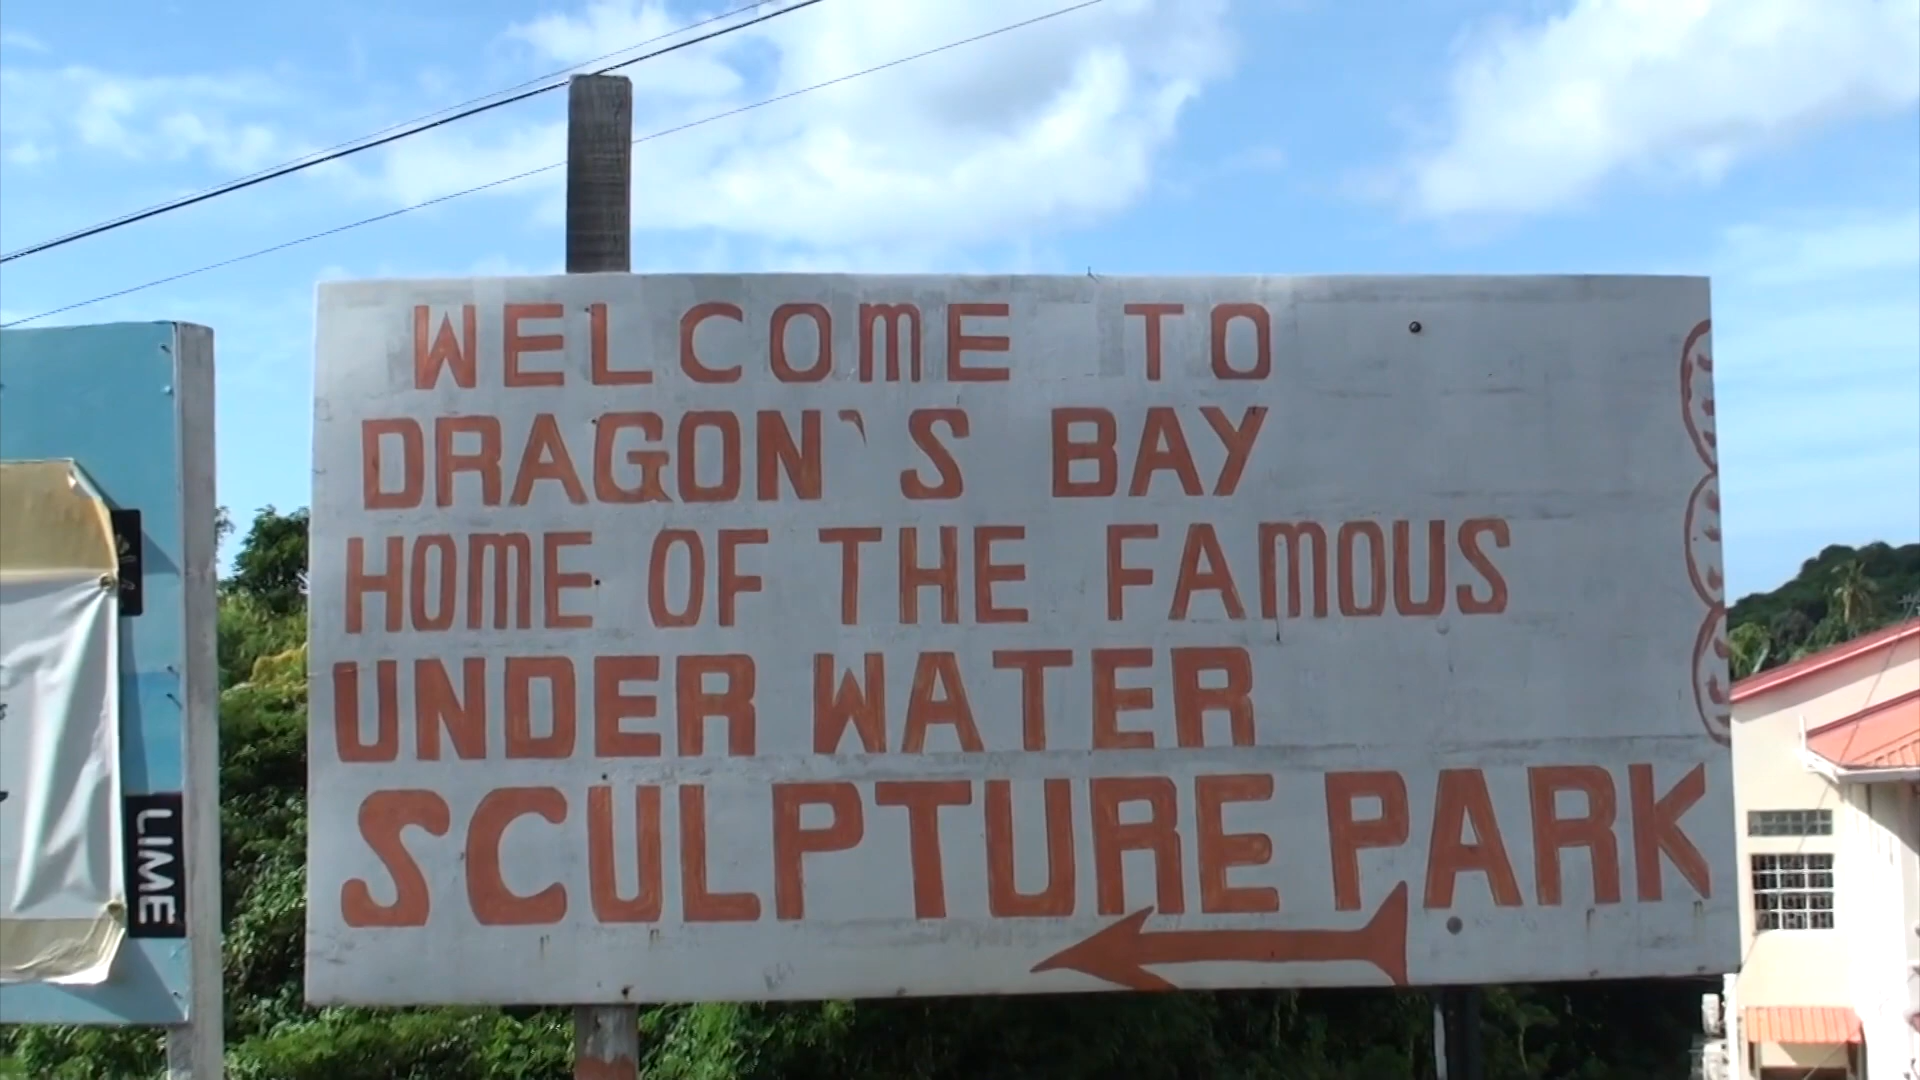 WELCOmE TO
DRAGON`S BAY
HOmE OF THE FAmOUS
UNDER WATER
SCULPTURE PARK
LIME